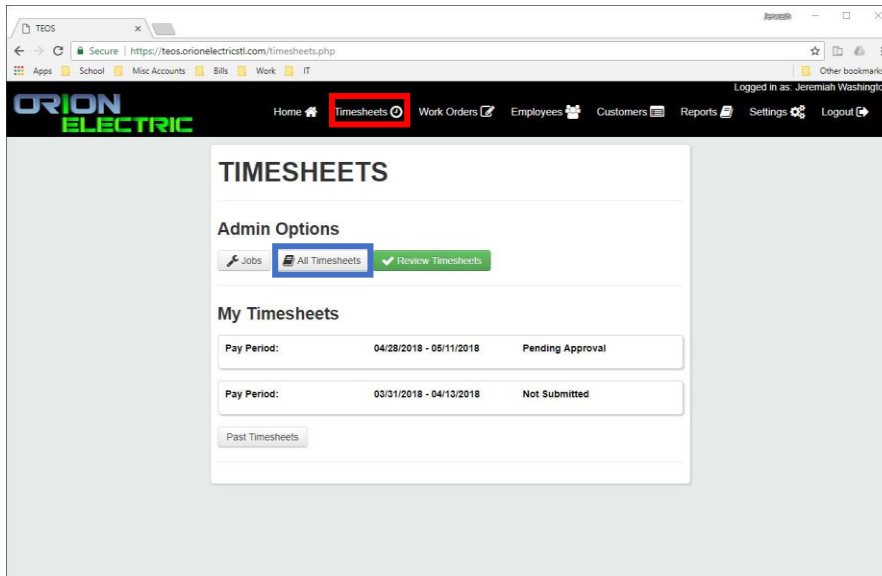 TEOS
Secure | https://teos.orionelectricstl.com/timesheets.php
Apps School Misc Accounts Bills Work IT Other bookmarks
Logged in as: Jeremiah Washingto
ORION
ELECTRIC
Home Timesheets Work Orders Employees Customers Reports Settings Logout
TIMESHEETS
Admin Options
Jobs All Timesheets Review Timesheets
My Timesheets
Pay Period: 04/28/2018 - 05/11/2018 Pending Approval
Pay Period: 03/31/2018 - 04/13/2018 Not Submitted
Past Timesheets